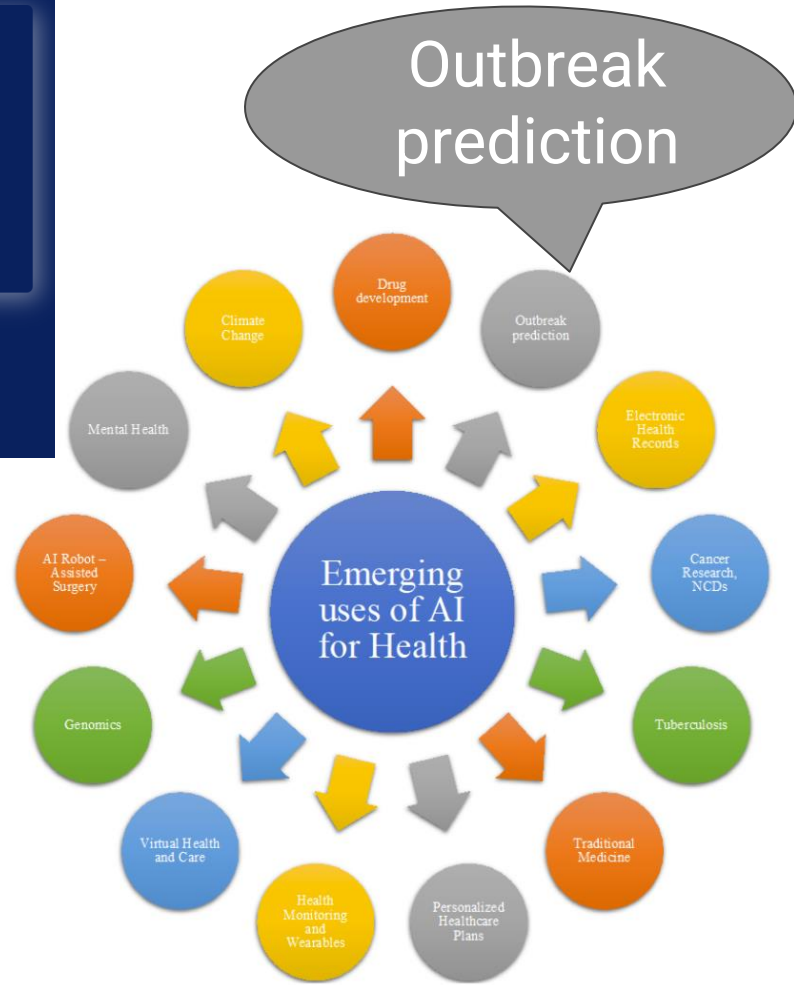 Outbreak
prediction
Drug
development
Outbreak
prediction
Electronic
Health
Records
Cancer
Research,
NCDs
Tuberculosis
Traditional
Medicine
Personalized
Healthcare
Plans
Health
Monitoring
and
Wearables
Virtual Health
and Care
Genomics
AI Robot –
Assisted
Surgery
Mental Health
Climate
Change
Emerging
uses of AI
for Health